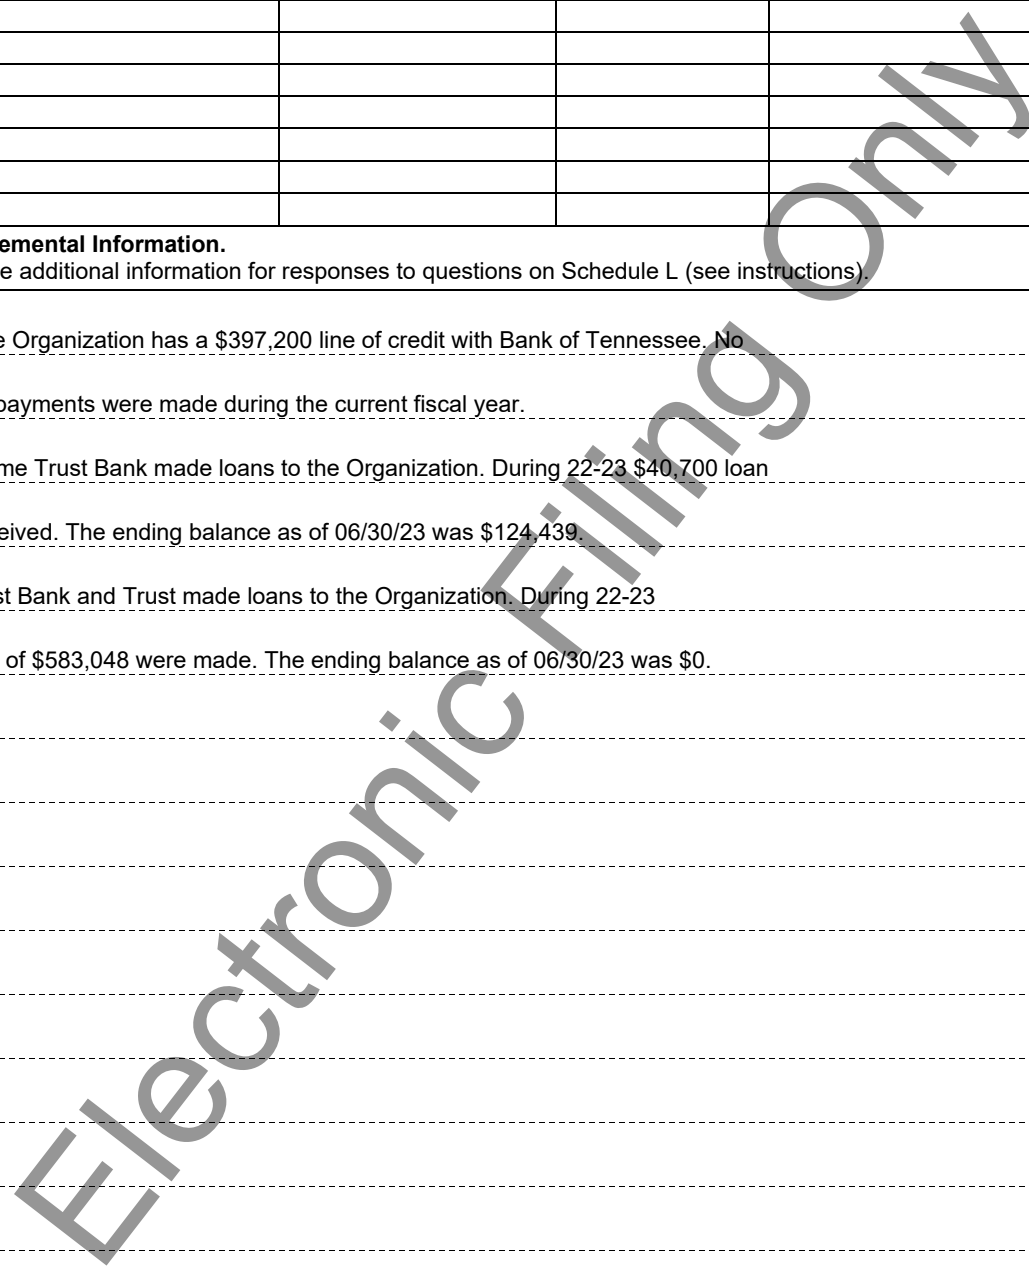 emental Information.
e additional information for responses to questions on Schedule L (see instructions).
e Organization has a $397,200 line of credit with Bank of Tennessee. No
payments were made during the current fiscal year.
me Trust Bank made loans to the Organization. During 22-23 $40,700 loan
eived. The ending balance as of 06/30/23 was $124,439.
st Bank and Trust made loans to the Organization. During 22-23
of $583,048 were made. The ending balance as of 06/30/23 was $0.
Electronic Filing Only